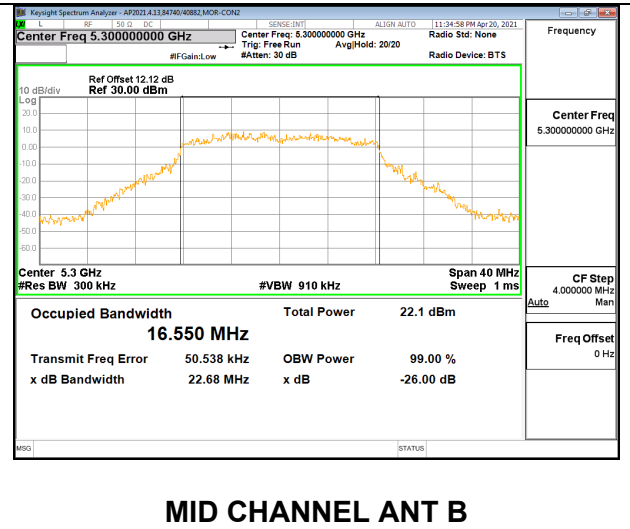 Keysight Spectrum Analyzer - AP2021.4.13,84740/40882,MOR-CON2
LXI L RF 50 Ω DC SENSE:INT ALIGN AUTO 11:34:58 PM Apr 20, 2021
Center Freq 5.300000000 GHz Center Freq: 5.300000000 GHz Radio Std: None Frequency
Trig: Free Run Avg|Hold: 20/20
#IFGain:Low #Atten: 30 dB Radio Device: BTS
Ref Offset 12.12 dB
10 dB/div Ref 30.00 dBm
Log
20.0
10.0
0.00
-10.0
-20.0
-30.0
-40.0
-50.0
-60.0
Center Freq
5.300000000 GHz
Center 5.3 GHz Span 40 MHz
#Res BW 300 kHz #VBW 910 kHz Sweep 1 ms
CF Step
4.000000 MHz
Auto Man
Occupied Bandwidth Total Power 22.1 dBm
16.550 MHz
Freq Offset
0 Hz
Transmit Freq Error 50.538 kHz OBW Power 99.00 %
x dB Bandwidth 22.68 MHz x dB -26.00 dB
MSG STATUS
MID CHANNEL ANT B